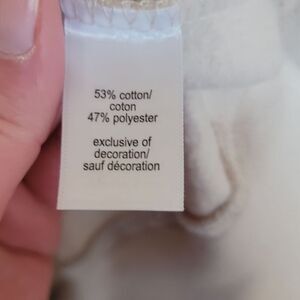 53% cotton/
coton
47% polyester
exclusive of
decoration/
sauf décoration